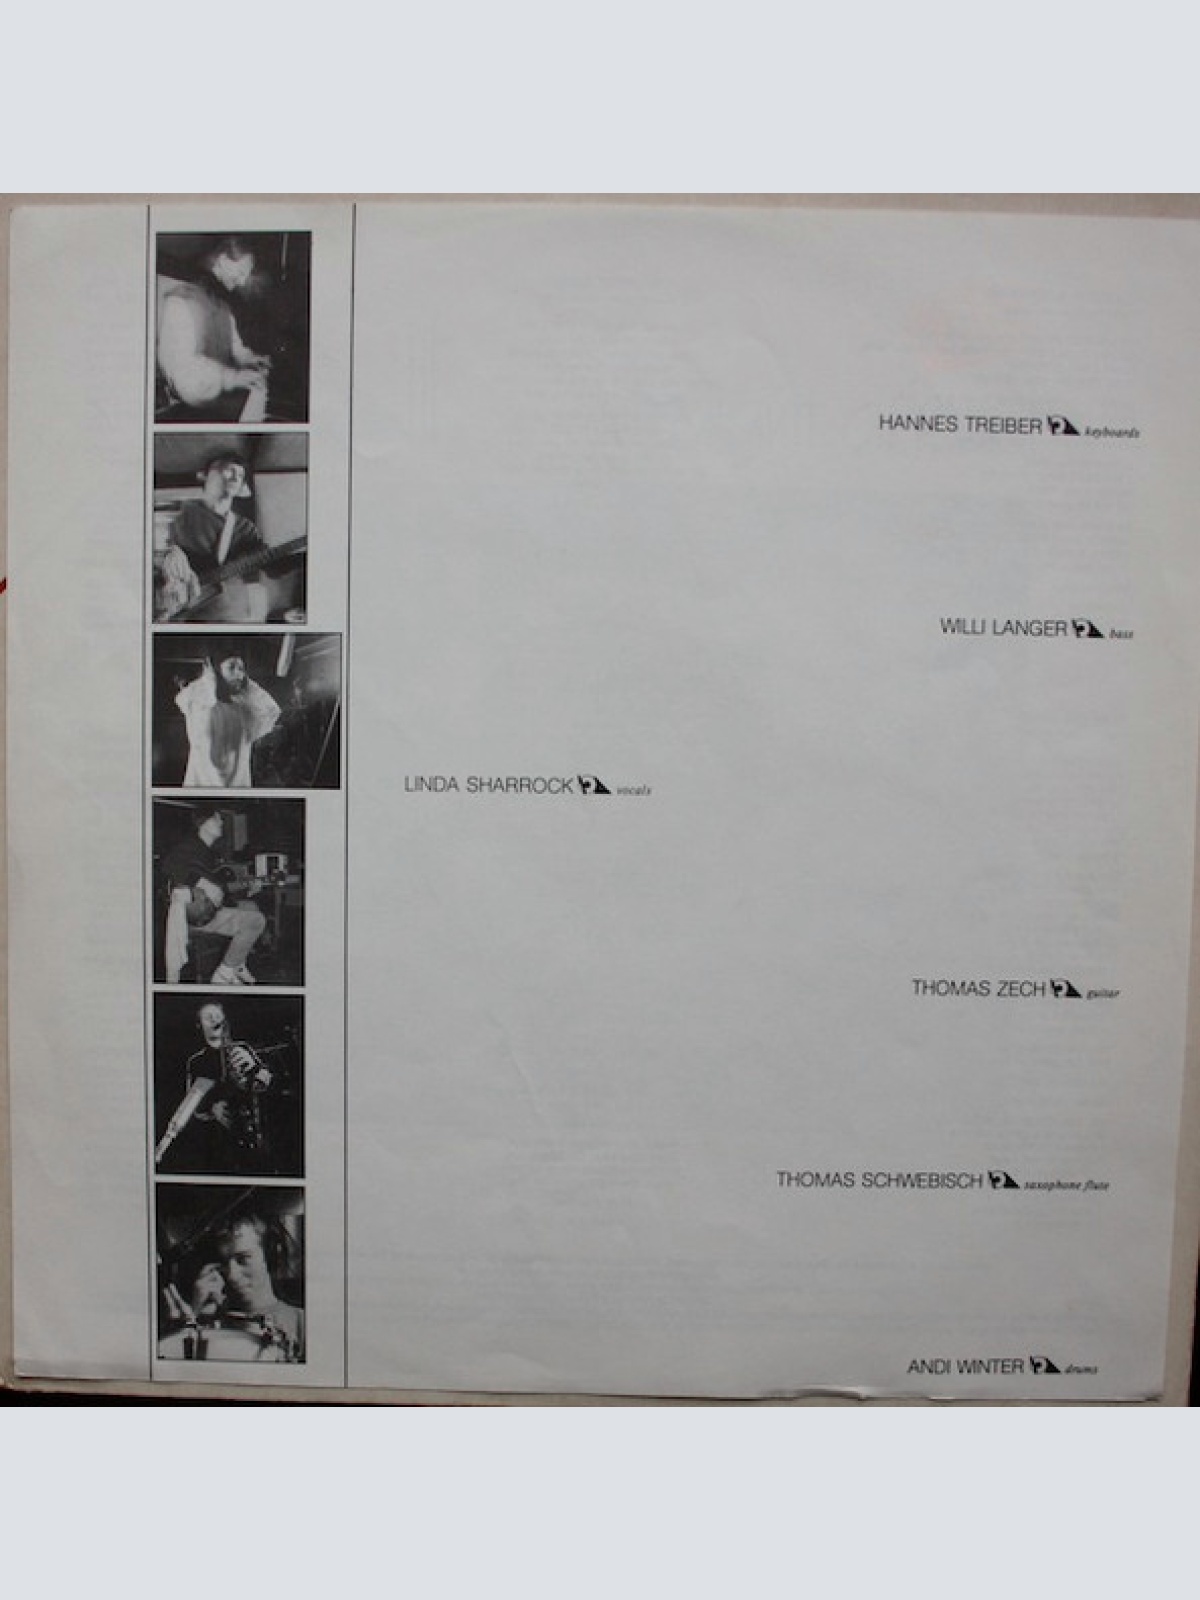 HANNES TREIBER keyboards
WILLI LANGER bass
LINDA SHARROCK vocals
THOMAS ZECH guitar
THOMAS SCHWEBISCH saxophone flute
ANDI WINTER drums